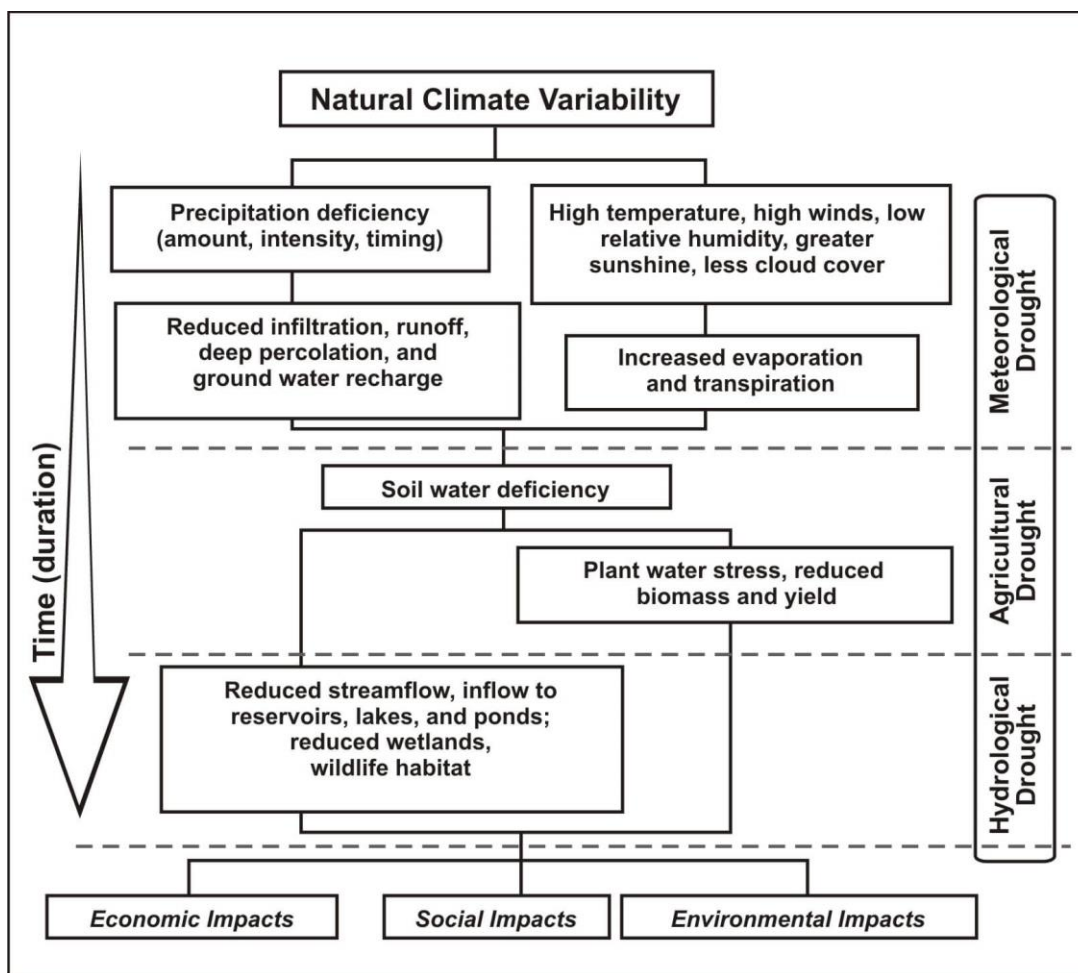 Natural Climate Variability
Precipitation deficiency
(amount, intensity, timing)
High temperature, high winds, low
relative humidity, greater
sunshine, less cloud cover
Reduced infiltration, runoff,
deep percolation, and
ground water recharge
Increased evaporation
and transpiration
Meteorological
Drought
Time (duration)
Soil water deficiency
Plant water stress, reduced
biomass and yield
Agricultural
Drought
Reduced streamflow, inflow to
reservoirs, lakes, and ponds;
reduced wetlands,
wildlife habitat
Hydrological
Drought
Economic Impacts
Social Impacts
Environmental Impacts